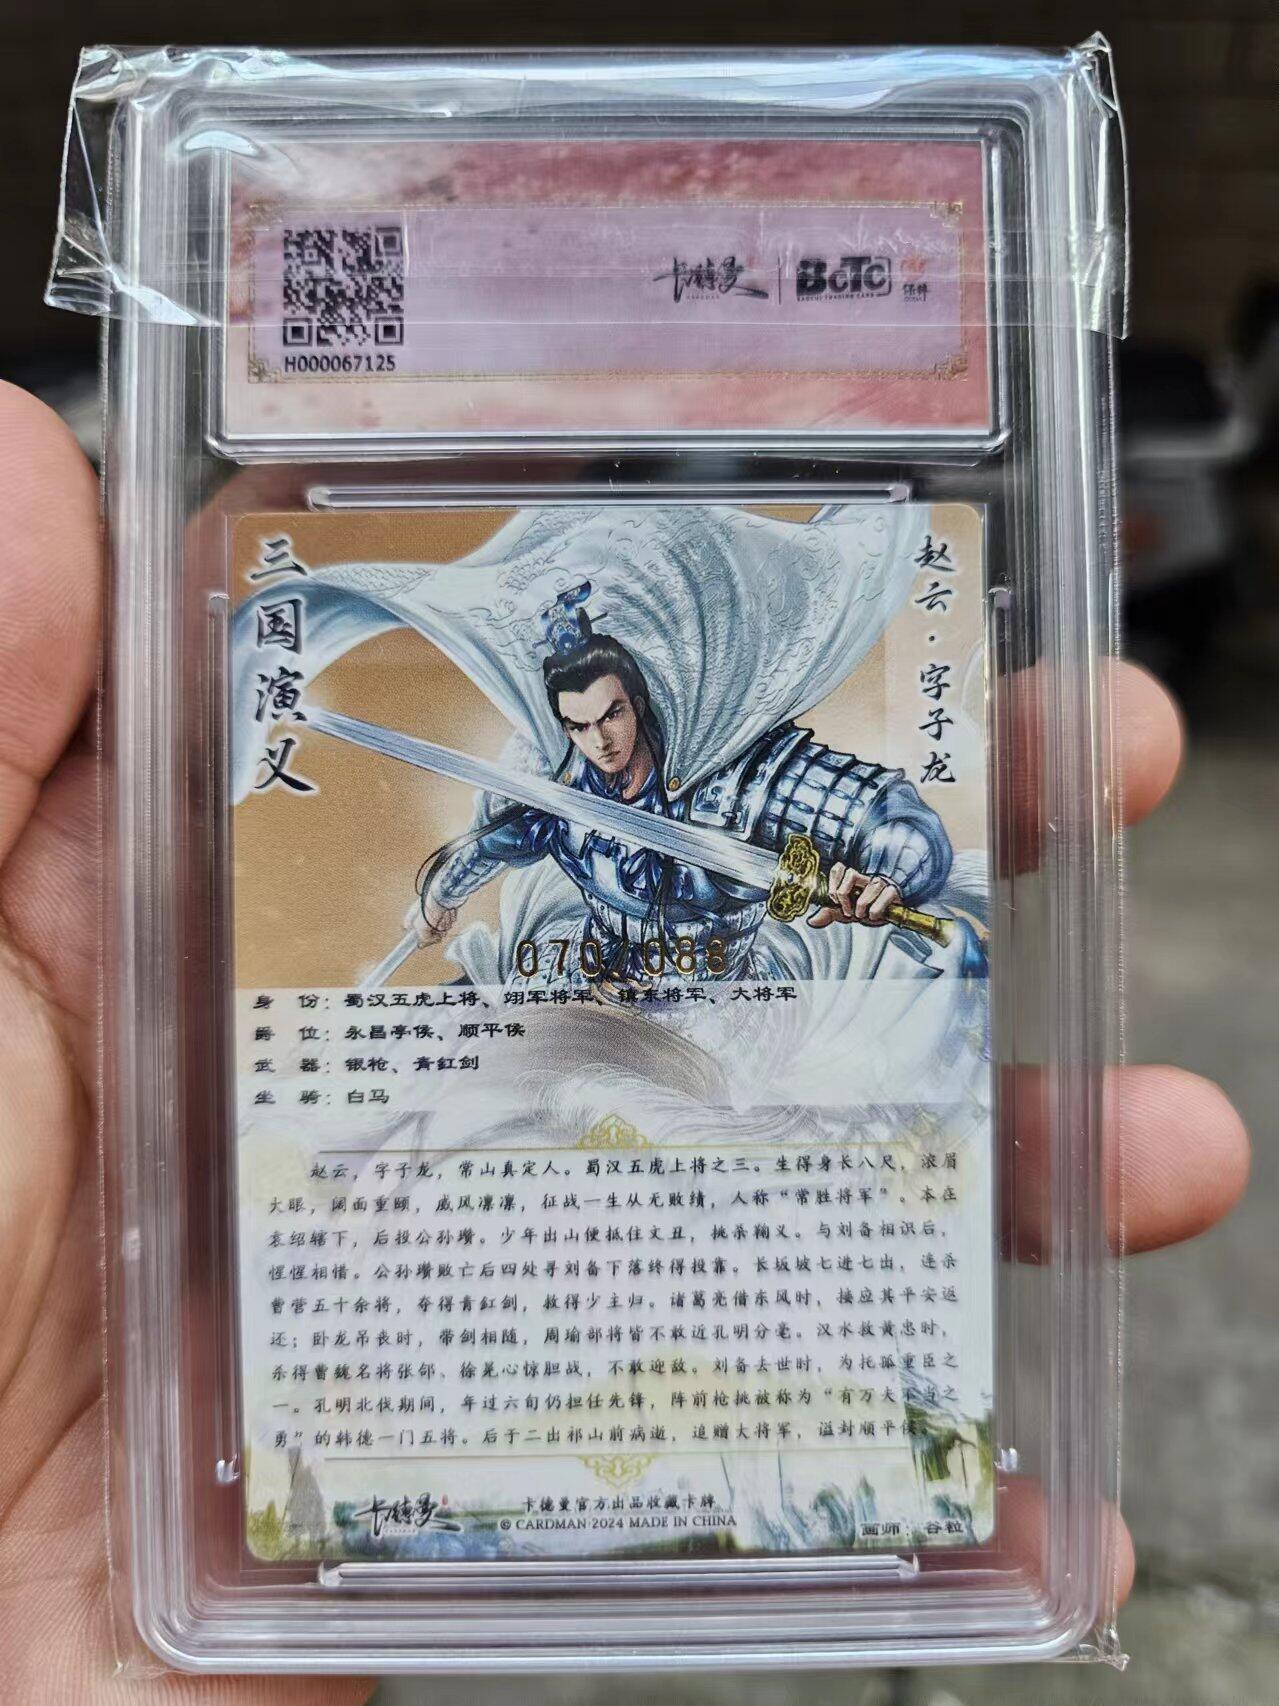 卡德曼
CARDMAN
BCTC
BAOCUI TRADING CARD
保粹
H000067125
三国演义
赵云·字子龙
070/088
身 份：蜀汉五虎上将、翊军将军、镇东将军、大将军
爵 位：永昌亭侯、顺平侯
武 器：银枪、青釭剑
坐 骑：白马
赵云，字子龙，常山真定人。蜀汉五虎上将之三。生得身长八尺，浓眉
大眼，阔面重颐，威风凛凛，征战一生从无败绩，人称“常胜将军”。本在
袁绍辖下，后投公孙瓒。少年出山便抵住文丑，挑杀鞠义。与刘备相识后，
惺惺相惜。公孙瓒败亡后四处寻刘备下落终得投靠。长坂坡七进七出，连杀
曹营五十余将，夺得青釭剑，救得少主归。诸葛亮借东风时，接应其平安返
还；卧龙吊丧时，带剑相随，周瑜部将皆不敢近孔明分毫。汉水救黄忠时，
杀得曹魏名将张郃、徐晃心惊胆战，不敢迎敌。刘备去世时，为托孤重臣之
一。孔明北伐期间，年过六旬仍担任先锋，阵前枪挑被称为“有万夫不当之
勇”的韩德一门五将。后于二出祁山前病逝，追赠大将军，谥封顺平侯。
卡德曼
卡德曼官方出品收藏卡牌
© CARDMAN 2024 MADE IN CHINA
画师：谷粒